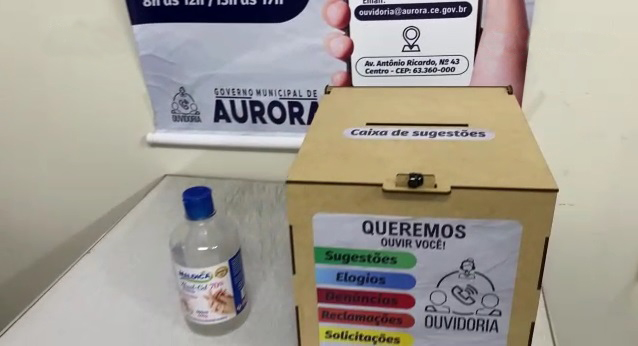 8h às 12h / 13h às 17h
Email:
ouvidoria@aurora.ce.gov.br
Av. Antônio Ricardo, Nº 43
Centro - CEP: 63.360-000
OUVIDORIA
GOVERNO MUNICIPAL DE
AURORA
Caixa de sugestões
QUEREMOS
OUVIR VOCÊ!
Sugestões
Elogios
Denúncias
Reclamações
Solicitações
OUVIDORIA
70%